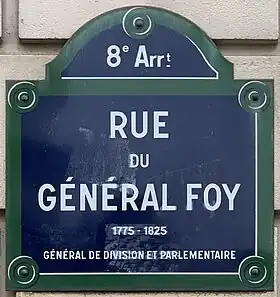 8e Arrt
RUE
DU
GÉNÉRAL FOY
1775 - 1825
GÉNÉRAL DE DIVISION ET PARLEMENTAIRE